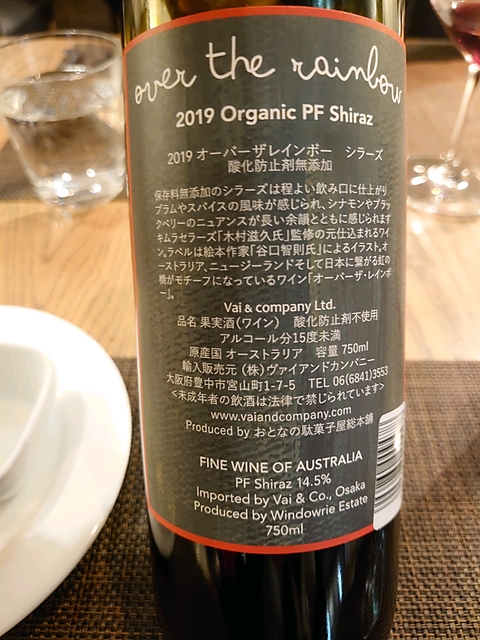 over the rainbow
2019 Organic PF Shiraz
2019 オーバーザレインボー シラーズ
酸化防止剤無添加
保存料無添加のシラーズは程よい飲み口に仕上がり
プラムやスパイスの風味が感じられ、シナモンやブラッ
クベリーのニュアンスが長い余韻とともに感じられます
キムラセラーズ「木村滋久氏」監修の元仕込まれるワイ
ン。ラベルは絵本作家「谷口智則氏」によるイラスト。オ
ーストラリア、ニュージーランドそして日本に繋がる虹の
橋がモチーフになっているワイン「オーバーザ・レインボ
ー」。
Vai & company Ltd.
品名 果実酒(ワイン) 酸化防止剤不使用
アルコール分15度未満
原産国 オーストラリア 容量 750ml
輸入販売元 (株)ヴァイアンドカンパニー
大阪府豊中市宮山町1-7-5 TEL 06(6841)3553
<未成年者の飲酒は法律で禁じられています>
www.vaiandcompany.com
Produced by おとなの駄菓子屋総本舗
FINE WINE OF AUSTRALIA
PF Shiraz 14.5%
Imported by Vai & Co., Osaka
Produced by Windowrie Estate
750ml